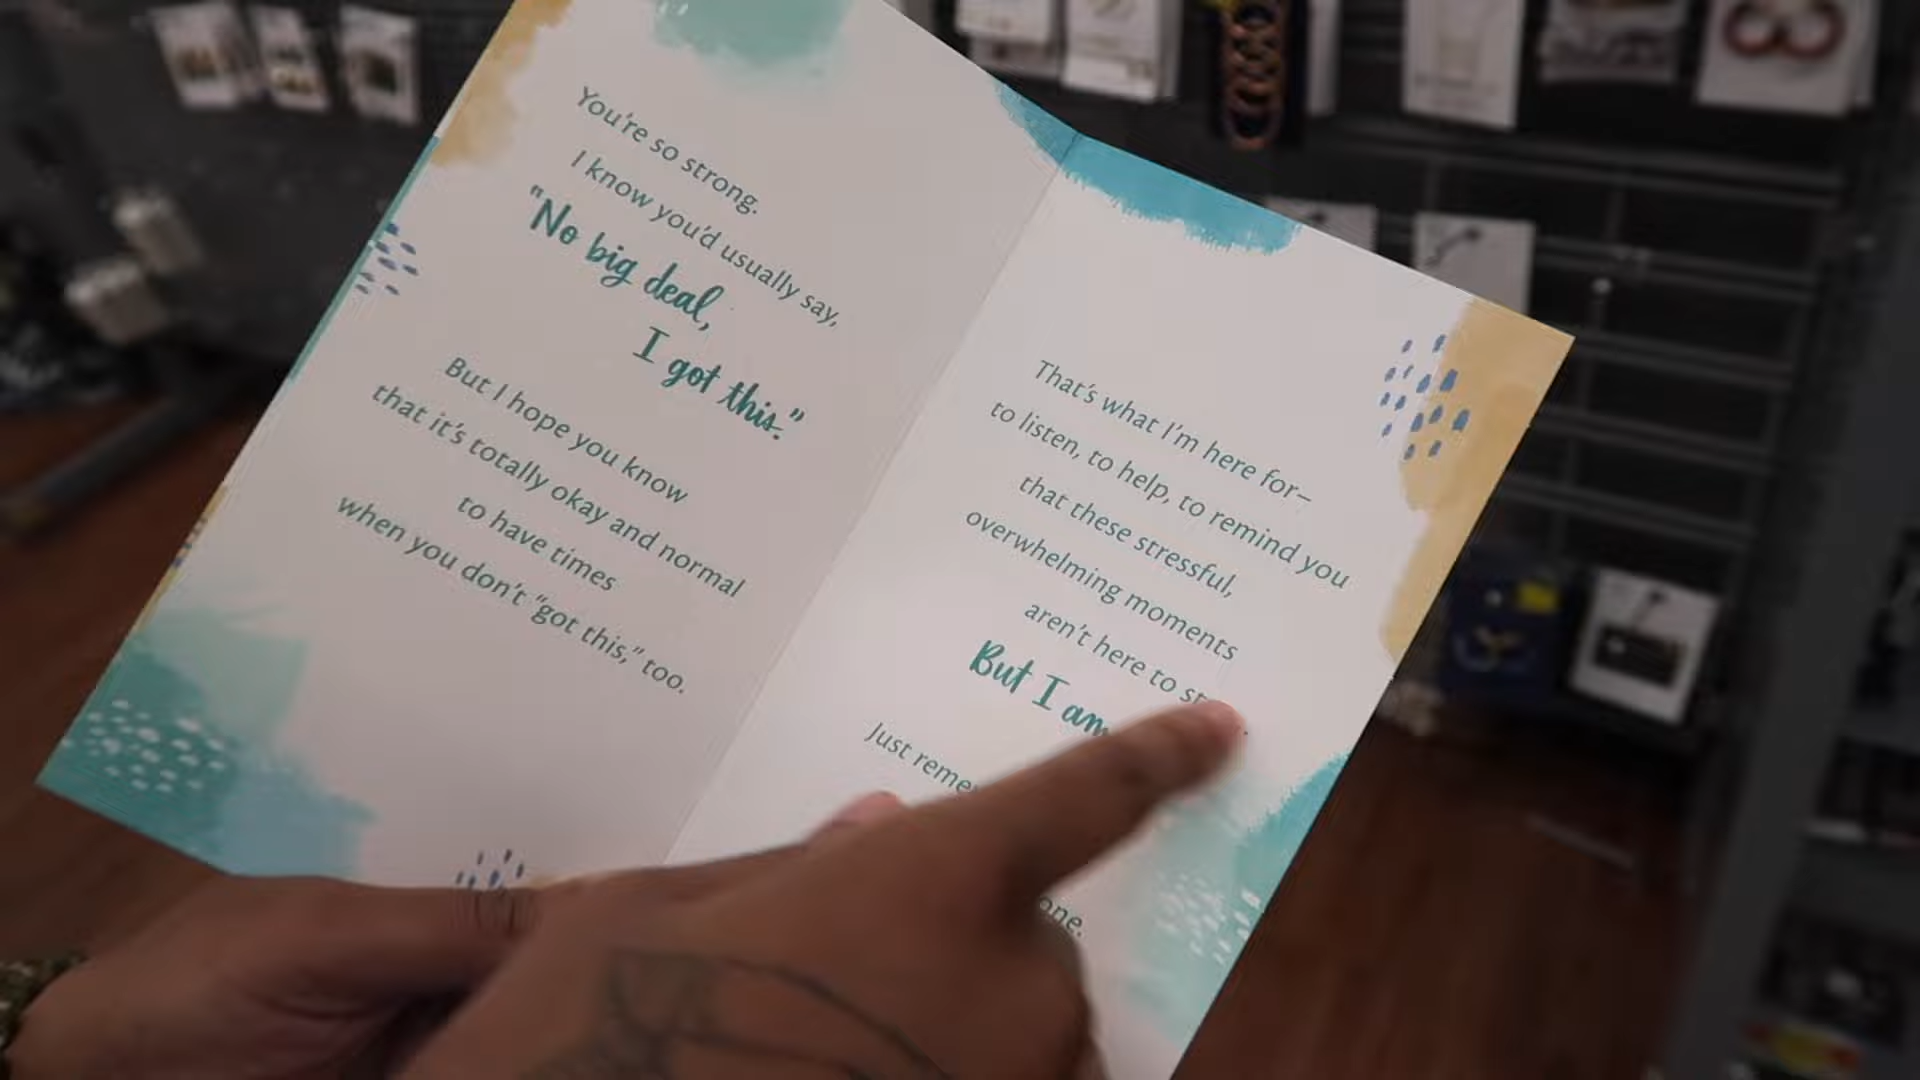 You're so strong.
I know you'd usually say,
"No big deal,
I got this."
But I hope you know
that it's totally okay and normal
to have times
when you don't "got this," too.
That's what I'm here for–
to listen, to help, to remind you
that these stressful,
overwhelming moments
aren't here to
But I am
Just